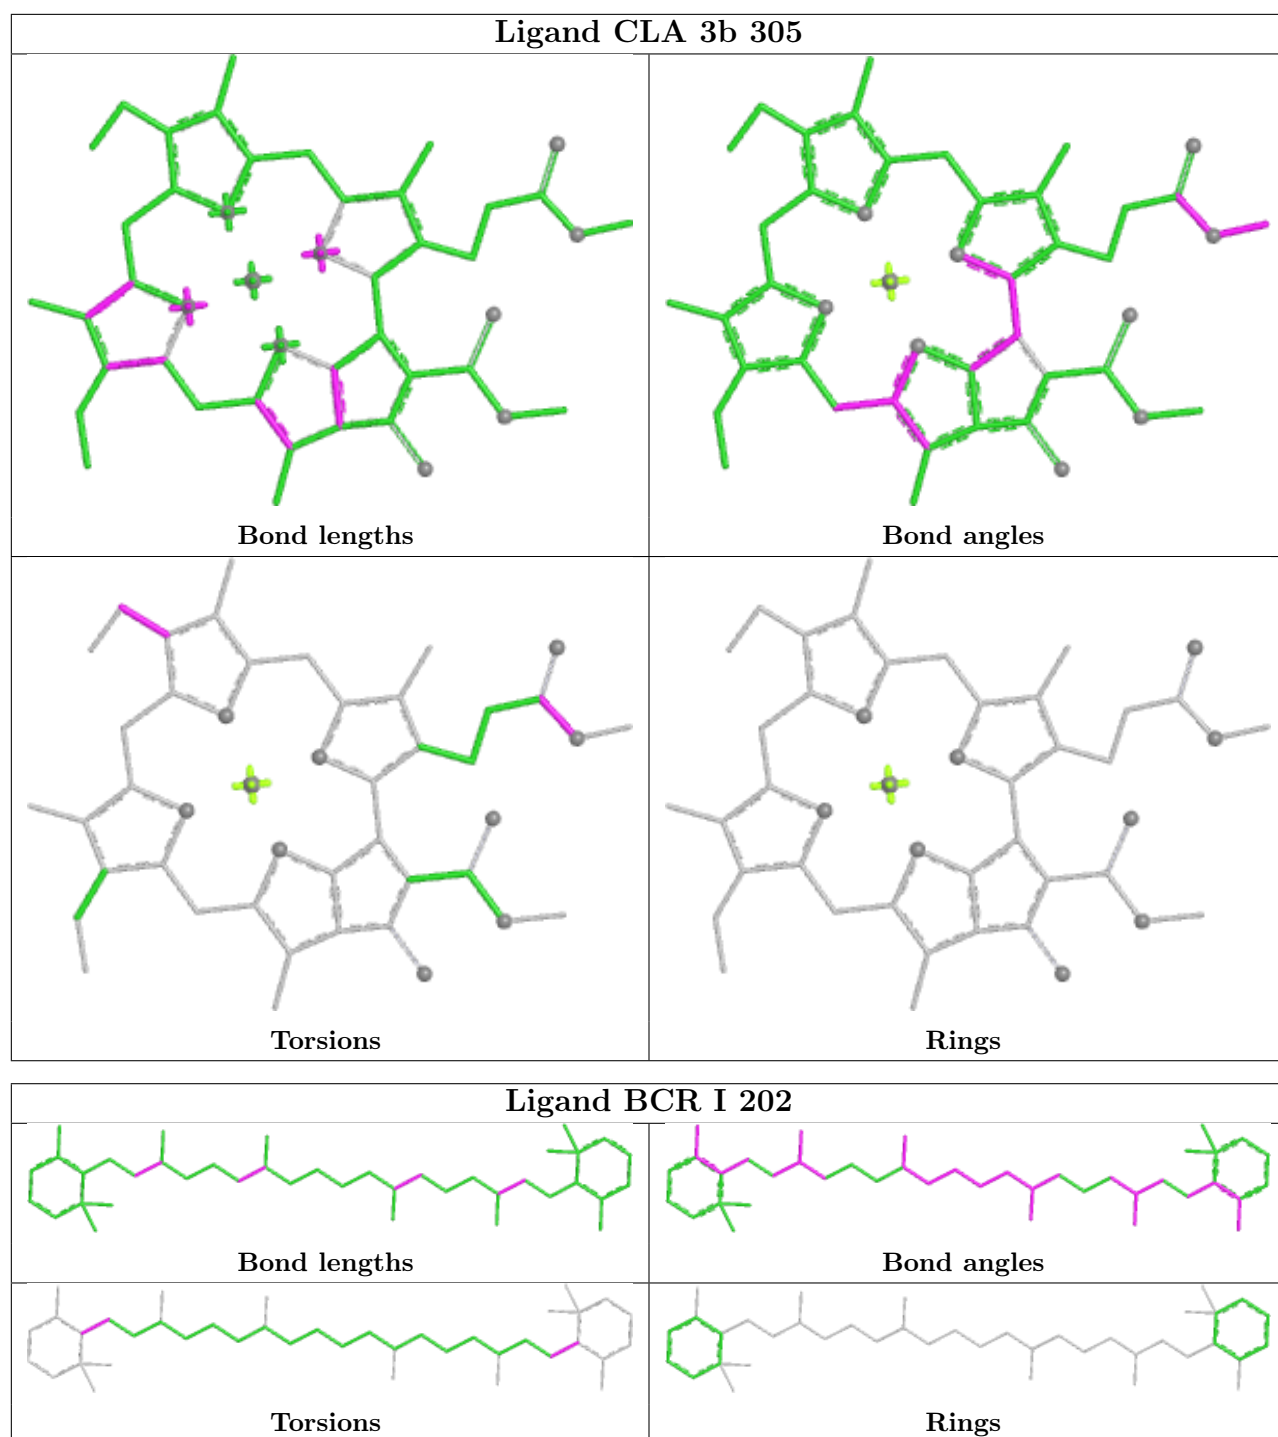 Ligand CLA 3b 305
Bond lengths
Bond angles
Torsions
Rings
Ligand BCR I 202
Bond lengths
Bond angles
Torsions
Rings